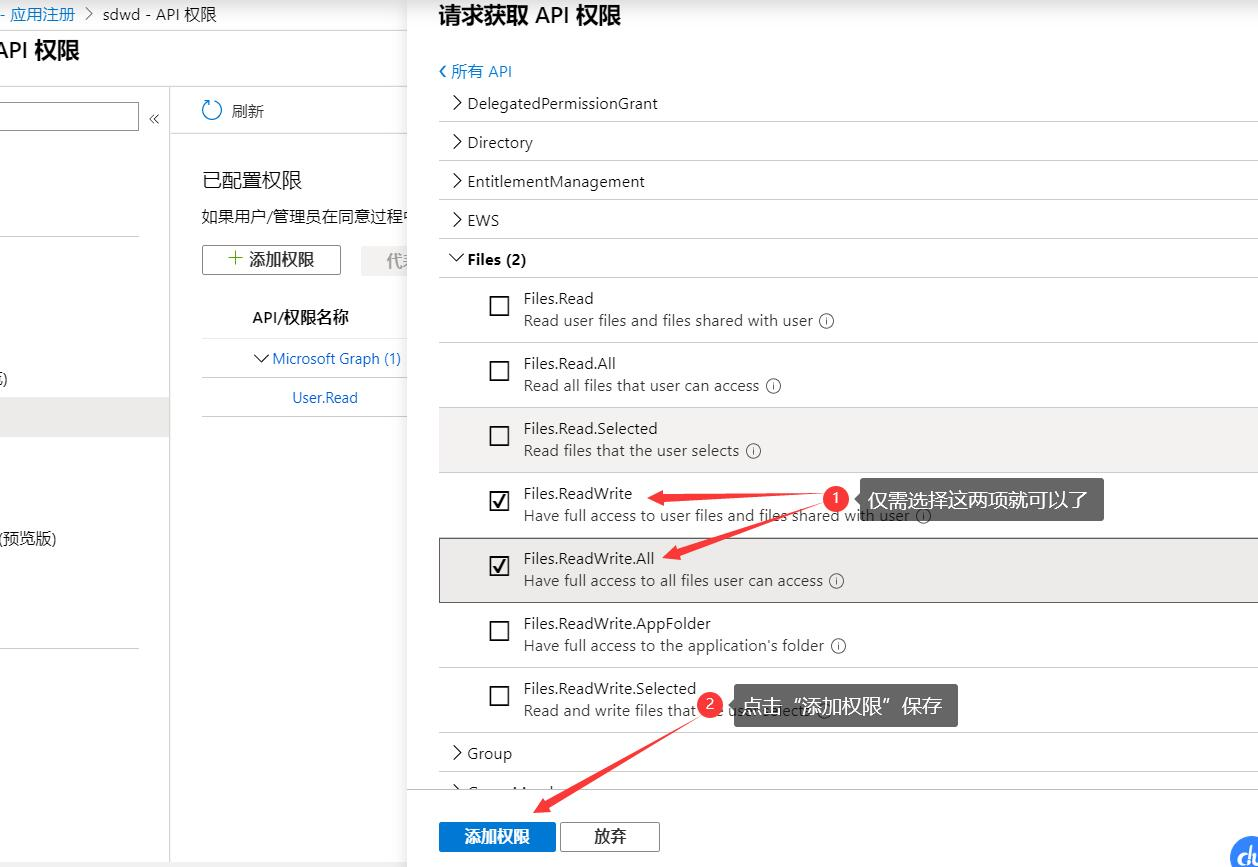 - 应用注册 > sdwd - API 权限
API 权限
«
刷新
已配置权限
如果用户/管理员在同意过程中
+ 添加权限
API/权限名称
Microsoft Graph (1)
User.Read
(预览版)
请求获取 API 权限
所有 API
DelegatedPermissionGrant
Directory
EntitlementManagement
EWS
Files (2)
Files.Read
Read user files and files shared with user
Files.Read.All
Read all files that user can access
Files.Read.Selected
Read files that the user selects
Files.ReadWrite
Have full access to user files and files shared with user
1
仅需选择这两项就可以了
Files.ReadWrite.All
Have full access to all files user can access
Files.ReadWrite.AppFolder
Have full access to the application's folder
Files.ReadWrite.Selected
Read and write files that
2
点击“添加权限”保存
Group
添加权限
放弃